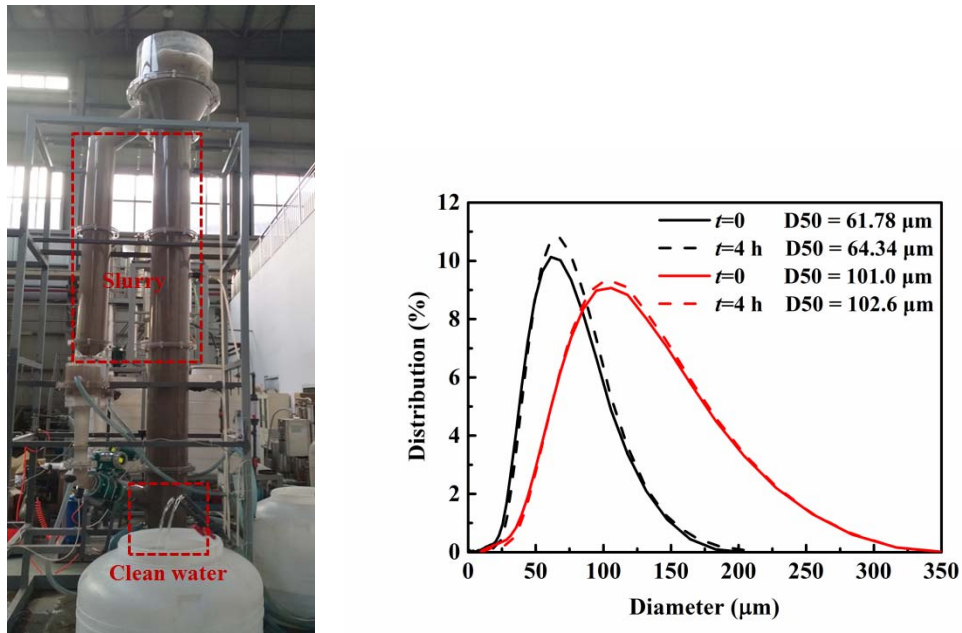 Slurry
Clean water
12
10
8
6
4
2
0
Distribution (%)
t=0 D50 = 61.78 μm
t=4 h D50 = 64.34 μm
t=0 D50 = 101.0 μm
t=4 h D50 = 102.6 μm
0 50 100 150 200 250 300 350
Diameter (μm)